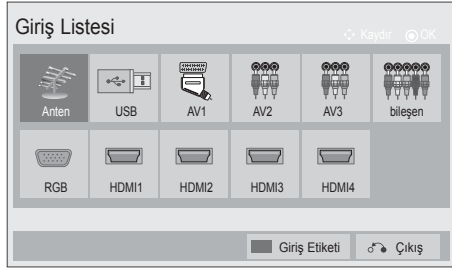 Giriş Listesi
Kaydır OK
Anten USB AV1 AV2 AV3 bileşen
RGB HDMI1 HDMI2 HDMI3 HDMI4
Giriş Etiketi Çıkış